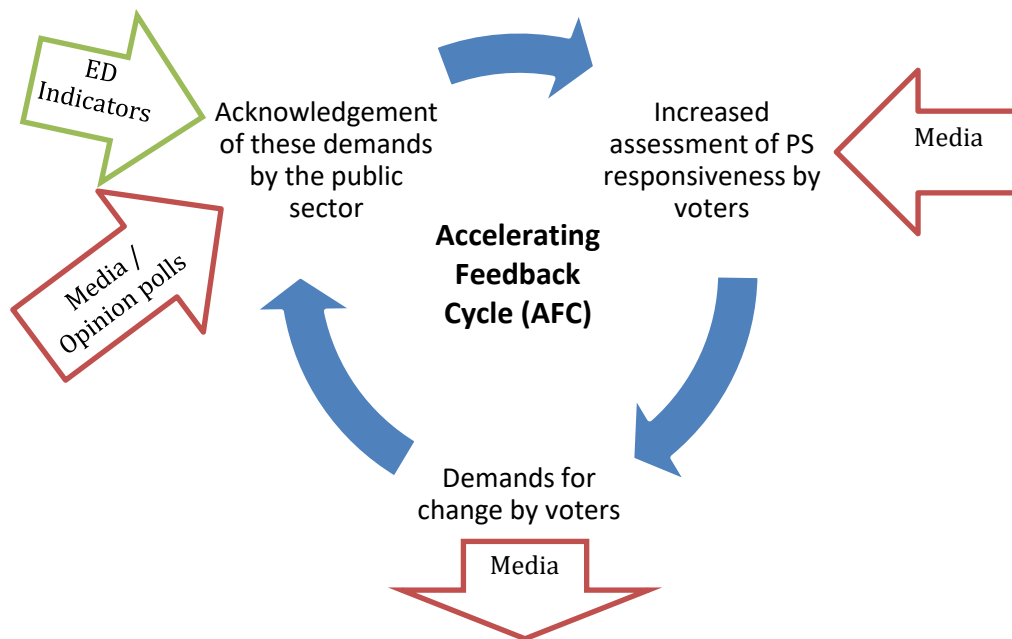 ED
Indicators
Acknowledgement
of these demands
by the public
sector
Increased
assessment of PS
responsiveness by
voters
Media
Media /
Opinion polls
Accelerating
Feedback
Cycle (AFC)
Demands for
change by voters
Media